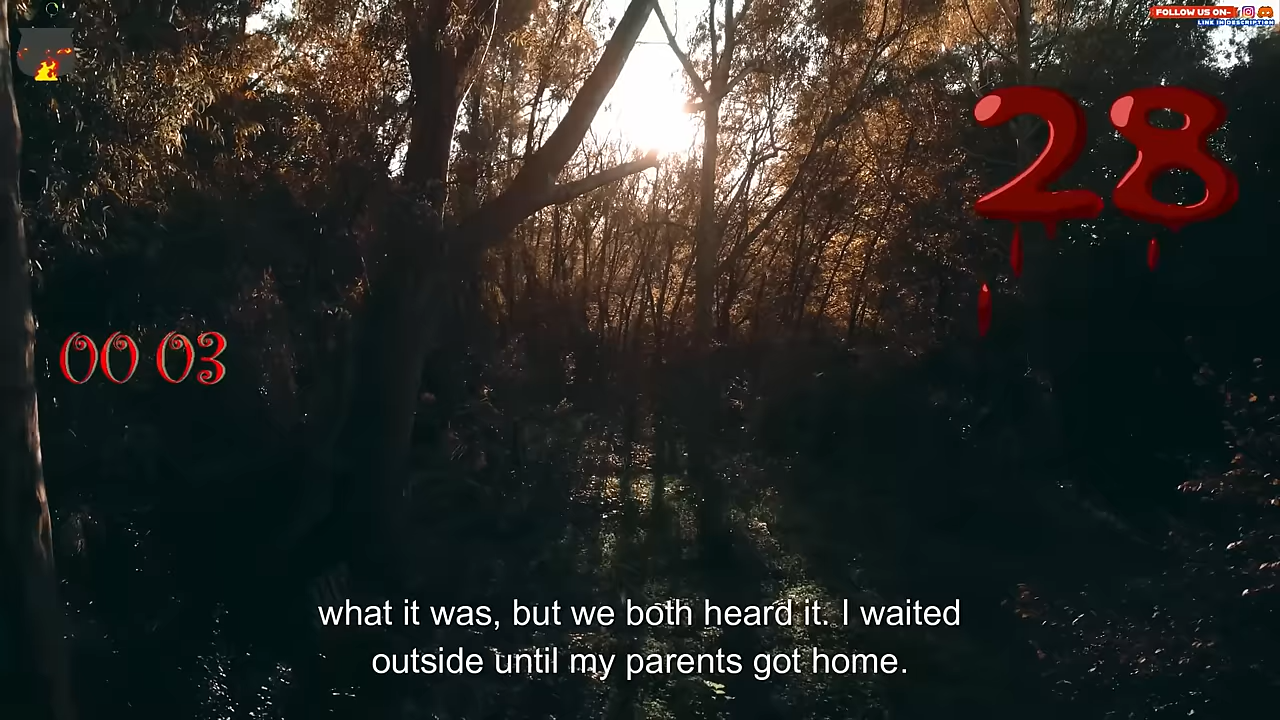 FOLLOW US ON-
LINK IN DESCRIPTION
28
00 03
what it was, but we both heard it. I waited
outside until my parents got home.